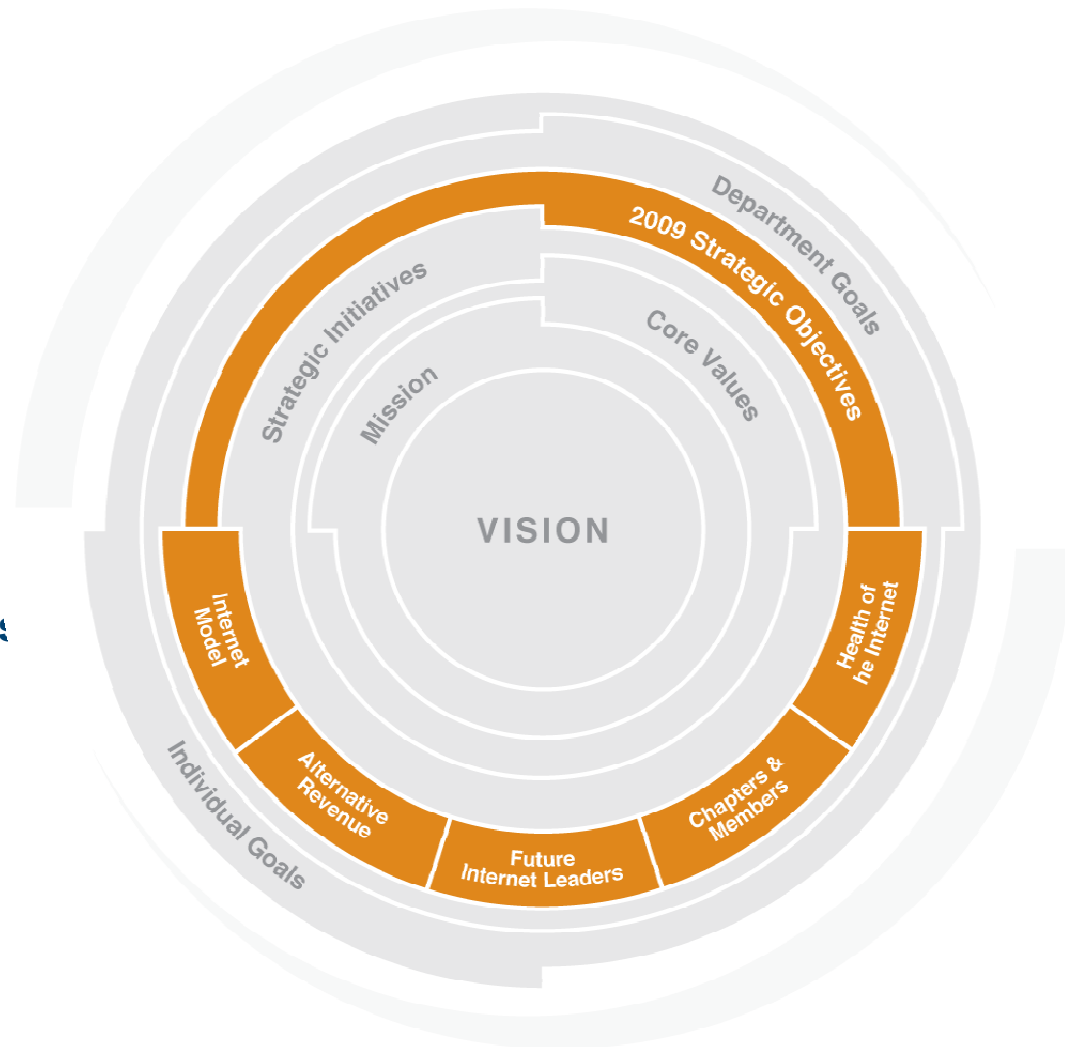 Department Goals
2009 Strategic Objectives
Strategic Initiatives
Core Values
Mission
VISION
Internet
Model
Health of
he Internet
Alternative
Revenue
Chapters &
Members
Future
Internet Leaders
Individual Goals